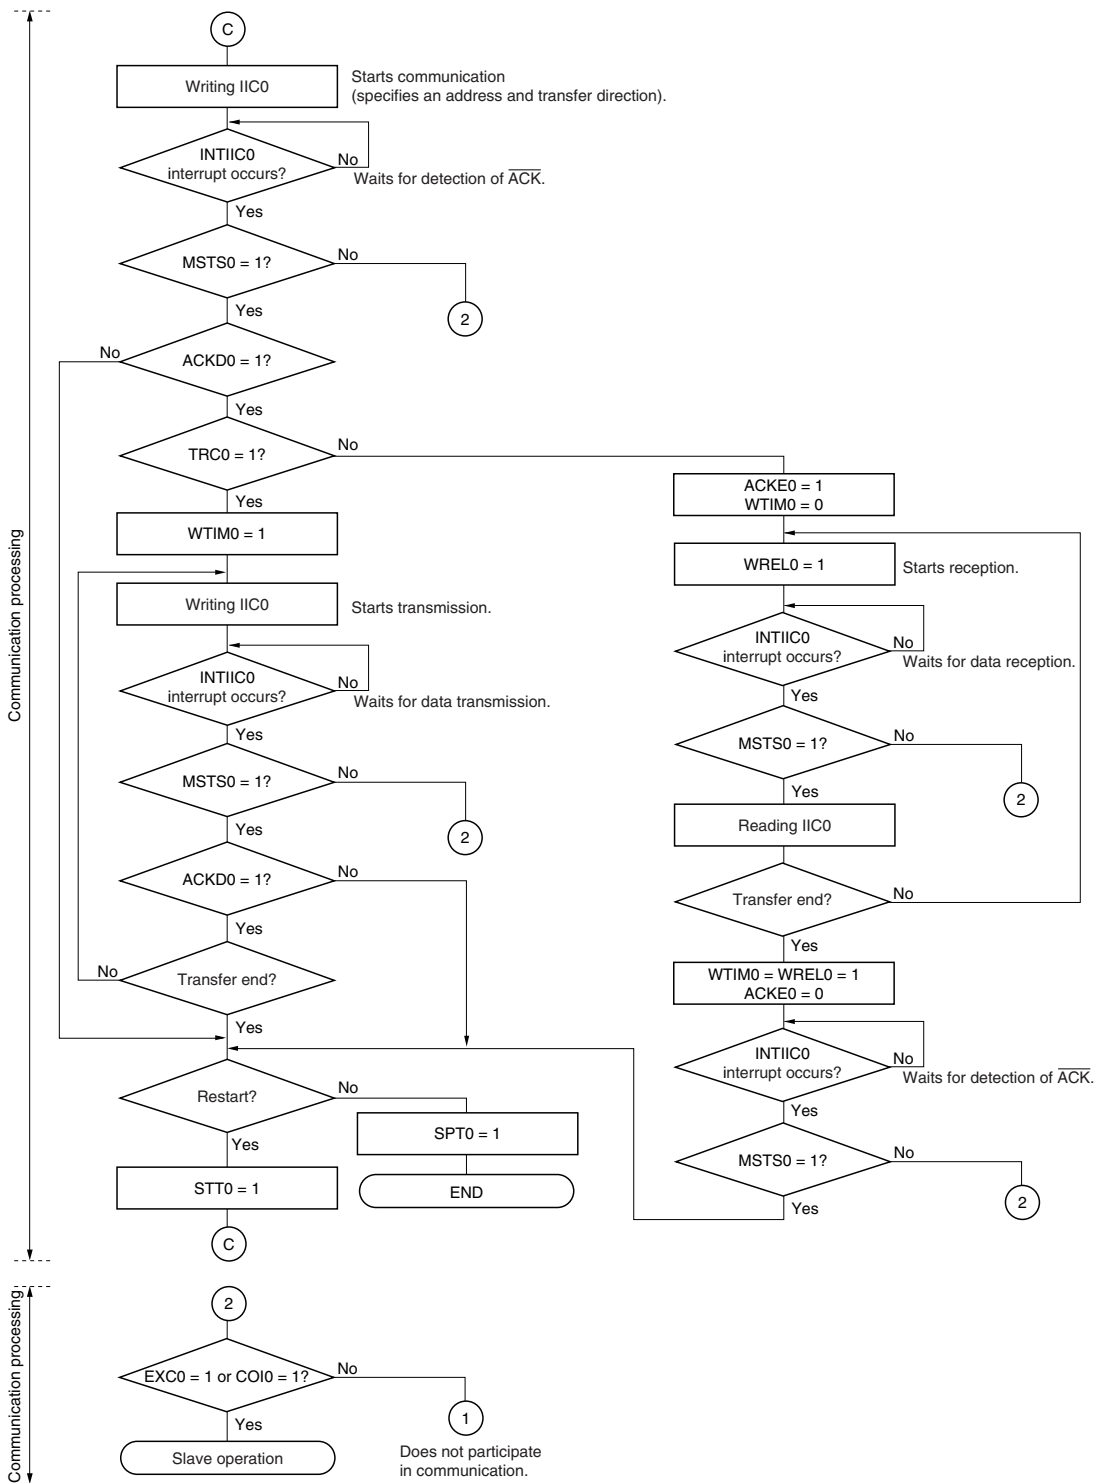 C
Writing IIC0
Starts communication
(specifies an address and transfer direction).
INTIIC0
interrupt occurs?
No
Waits for detection of ACK.
Yes
MSTS0 = 1?
No
2
Yes
No
ACKD0 = 1?
Yes
TRC0 = 1?
No
Yes
WTIM0 = 1
Writing IIC0
Starts transmission.
INTIIC0
interrupt occurs?
No
Waits for data transmission.
Yes
MSTS0 = 1?
No
2
Yes
ACKD0 = 1?
No
Yes
No
Transfer end?
Yes
Restart?
No
SPT0 = 1
END
Yes
STT0 = 1
C
ACKE0 = 1
WTIM0 = 0
WREL0 = 1
Starts reception.
INTIIC0
interrupt occurs?
No
Waits for data reception.
Yes
MSTS0 = 1?
No
2
Yes
Reading IIC0
Transfer end?
No
Yes
WTIM0 = WREL0 = 1
ACKE0 = 0
INTIIC0
interrupt occurs?
No
Waits for detection of ACK.
Yes
MSTS0 = 1?
No
2
Yes
Communication processing
2
EXC0 = 1 or COI0 = 1?
No
1
Does not participate
in communication.
Yes
Slave operation
Communication processing